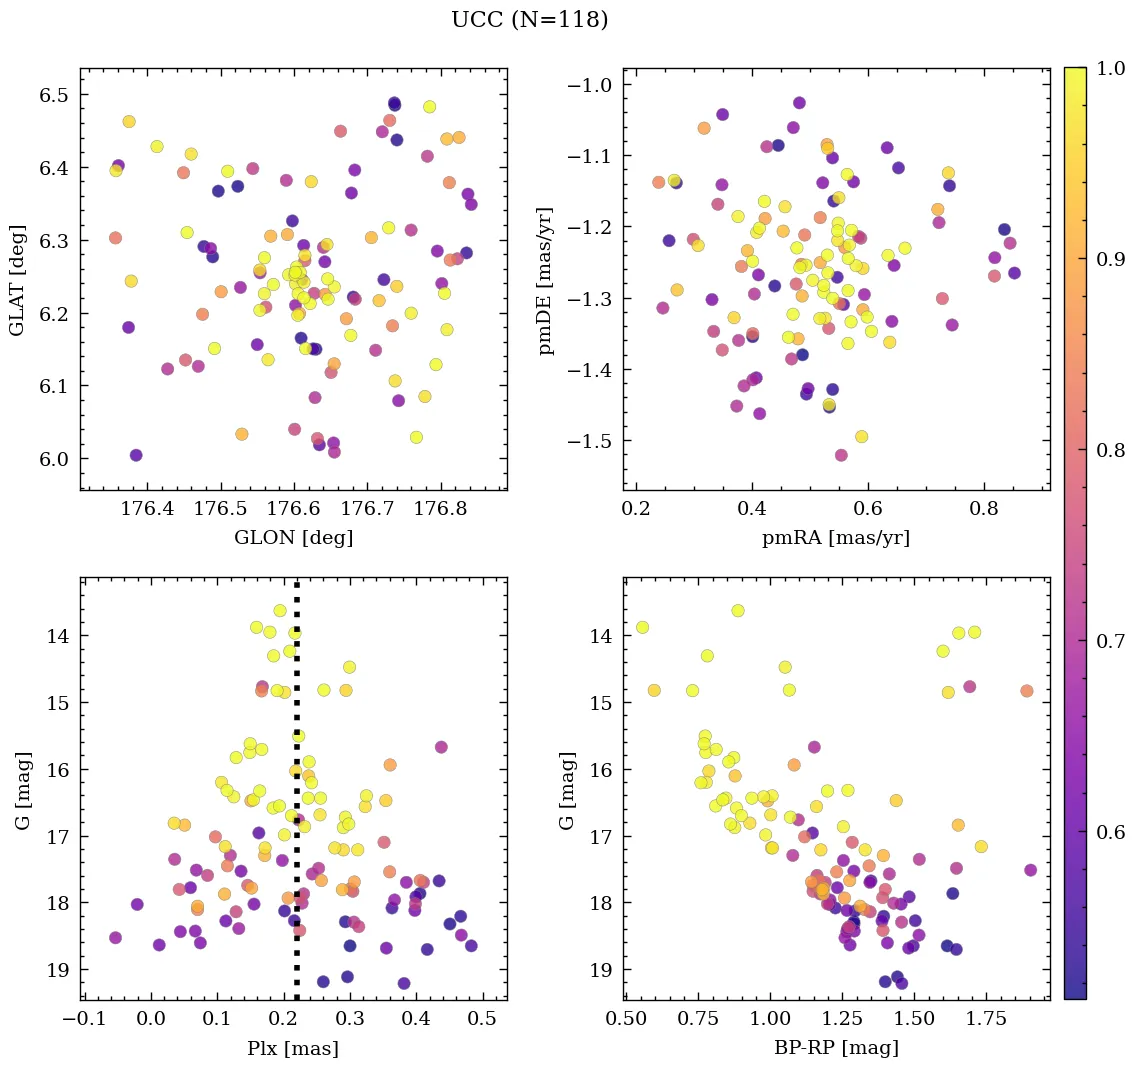 UCC (N=118)
6.5
6.4
6.3
6.2
6.1
6.0
GLAT [deg]
176.4 176.5 176.6 176.7 176.8
GLON [deg]
−1.0
−1.1
−1.2
−1.3
−1.4
−1.5
pmDE [mas/yr]
0.2 0.4 0.6 0.8
pmRA [mas/yr]
14
15
16
17
18
19
G [mag]
−0.1 0.0 0.1 0.2 0.3 0.4 0.5
Plx [mas]
14
15
16
17
18
19
G [mag]
0.50 0.75 1.00 1.25 1.50 1.75
BP-RP [mag]
1.0
0.9
0.8
0.7
0.6